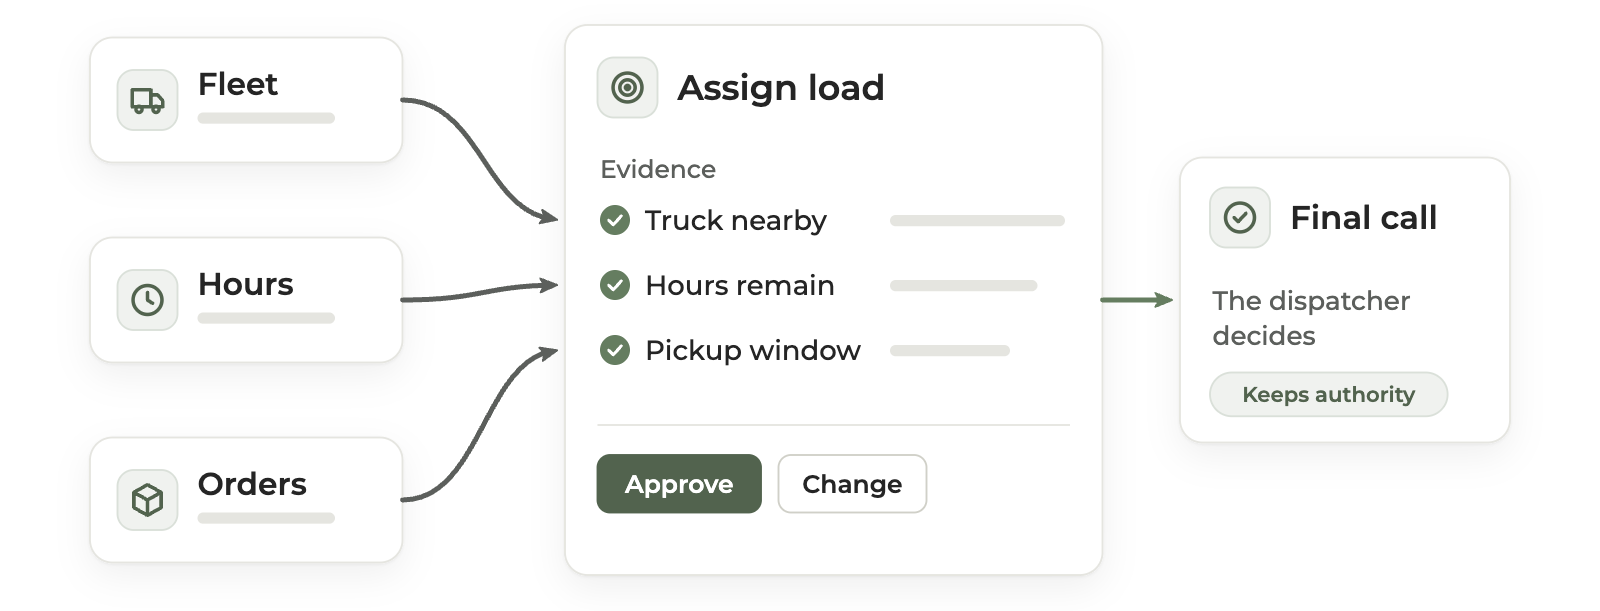 Fleet
Hours
Orders
Assign load
Evidence
Truck nearby
Hours remain
Pickup window
Approve
Change
Final call
The dispatcher
decides
Keeps authority